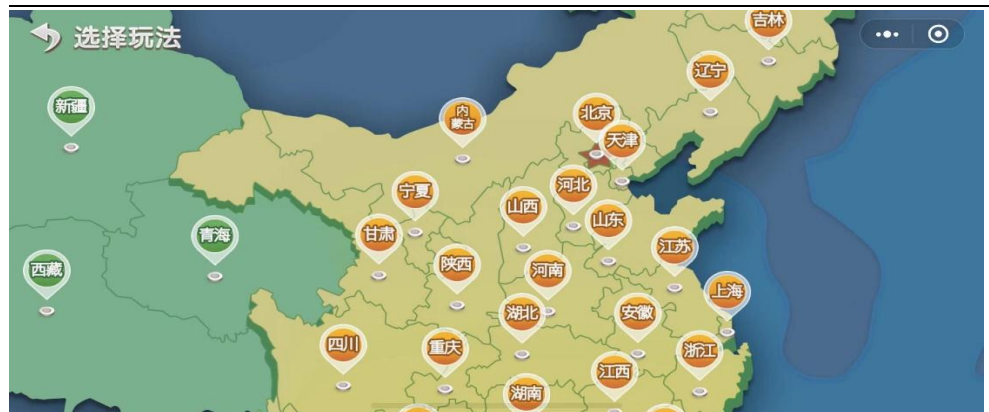 选择玩法
吉林
辽宁
新疆
内
蒙古
北京
天津
宁夏
河北
山西
山东
青海
甘肃
江苏
西藏
陕西
河南
上海
湖北
安徽
四川
重庆
浙江
江西
湖南